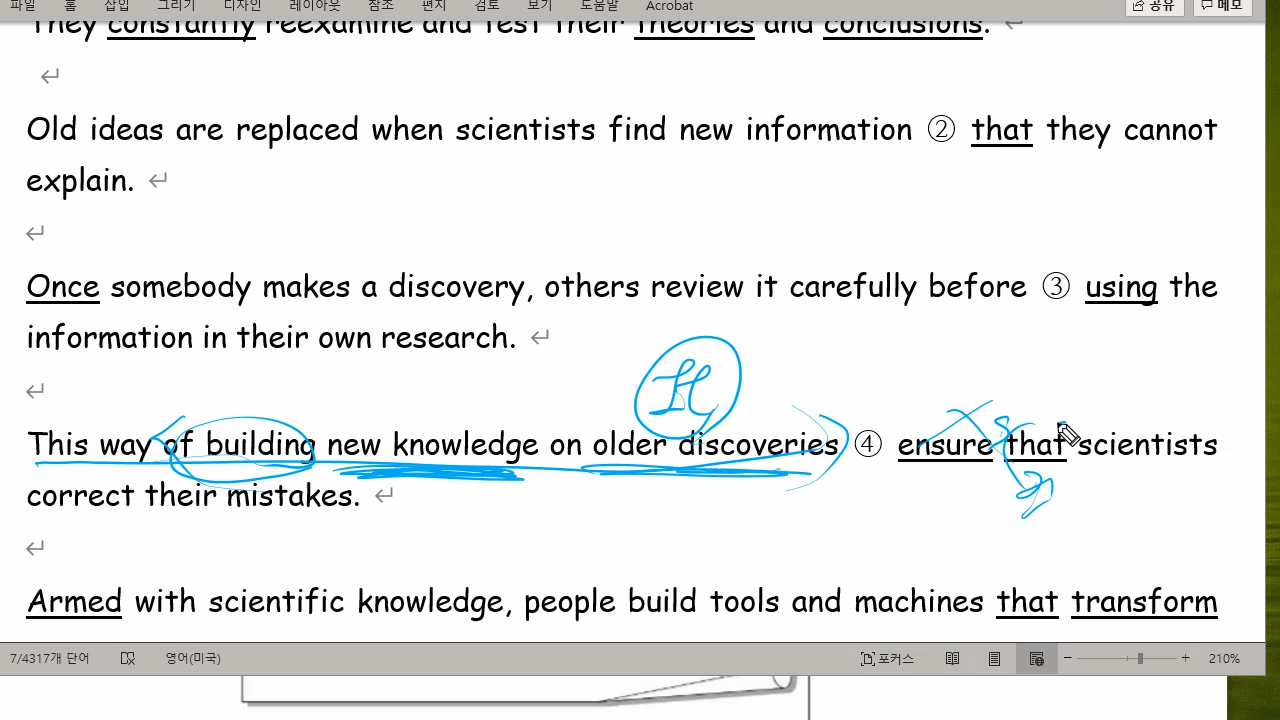 파일 홈 삽입 그리기 디자인 레이아웃 참조 편지 검토 보기 도움말 Acrobat 공유 메모
They constantly reexamine and test their theories and conclusions.
Old ideas are replaced when scientists find new information ② that they cannot
explain.
Once somebody makes a discovery, others review it carefully before ③ using the
information in their own research.
This way of building new knowledge on older discoveries ④ ensure that scientists
correct their mistakes.
Armed with scientific knowledge, people build tools and machines that transform
7/4317개 단어 영어(미국) 포커스 210%